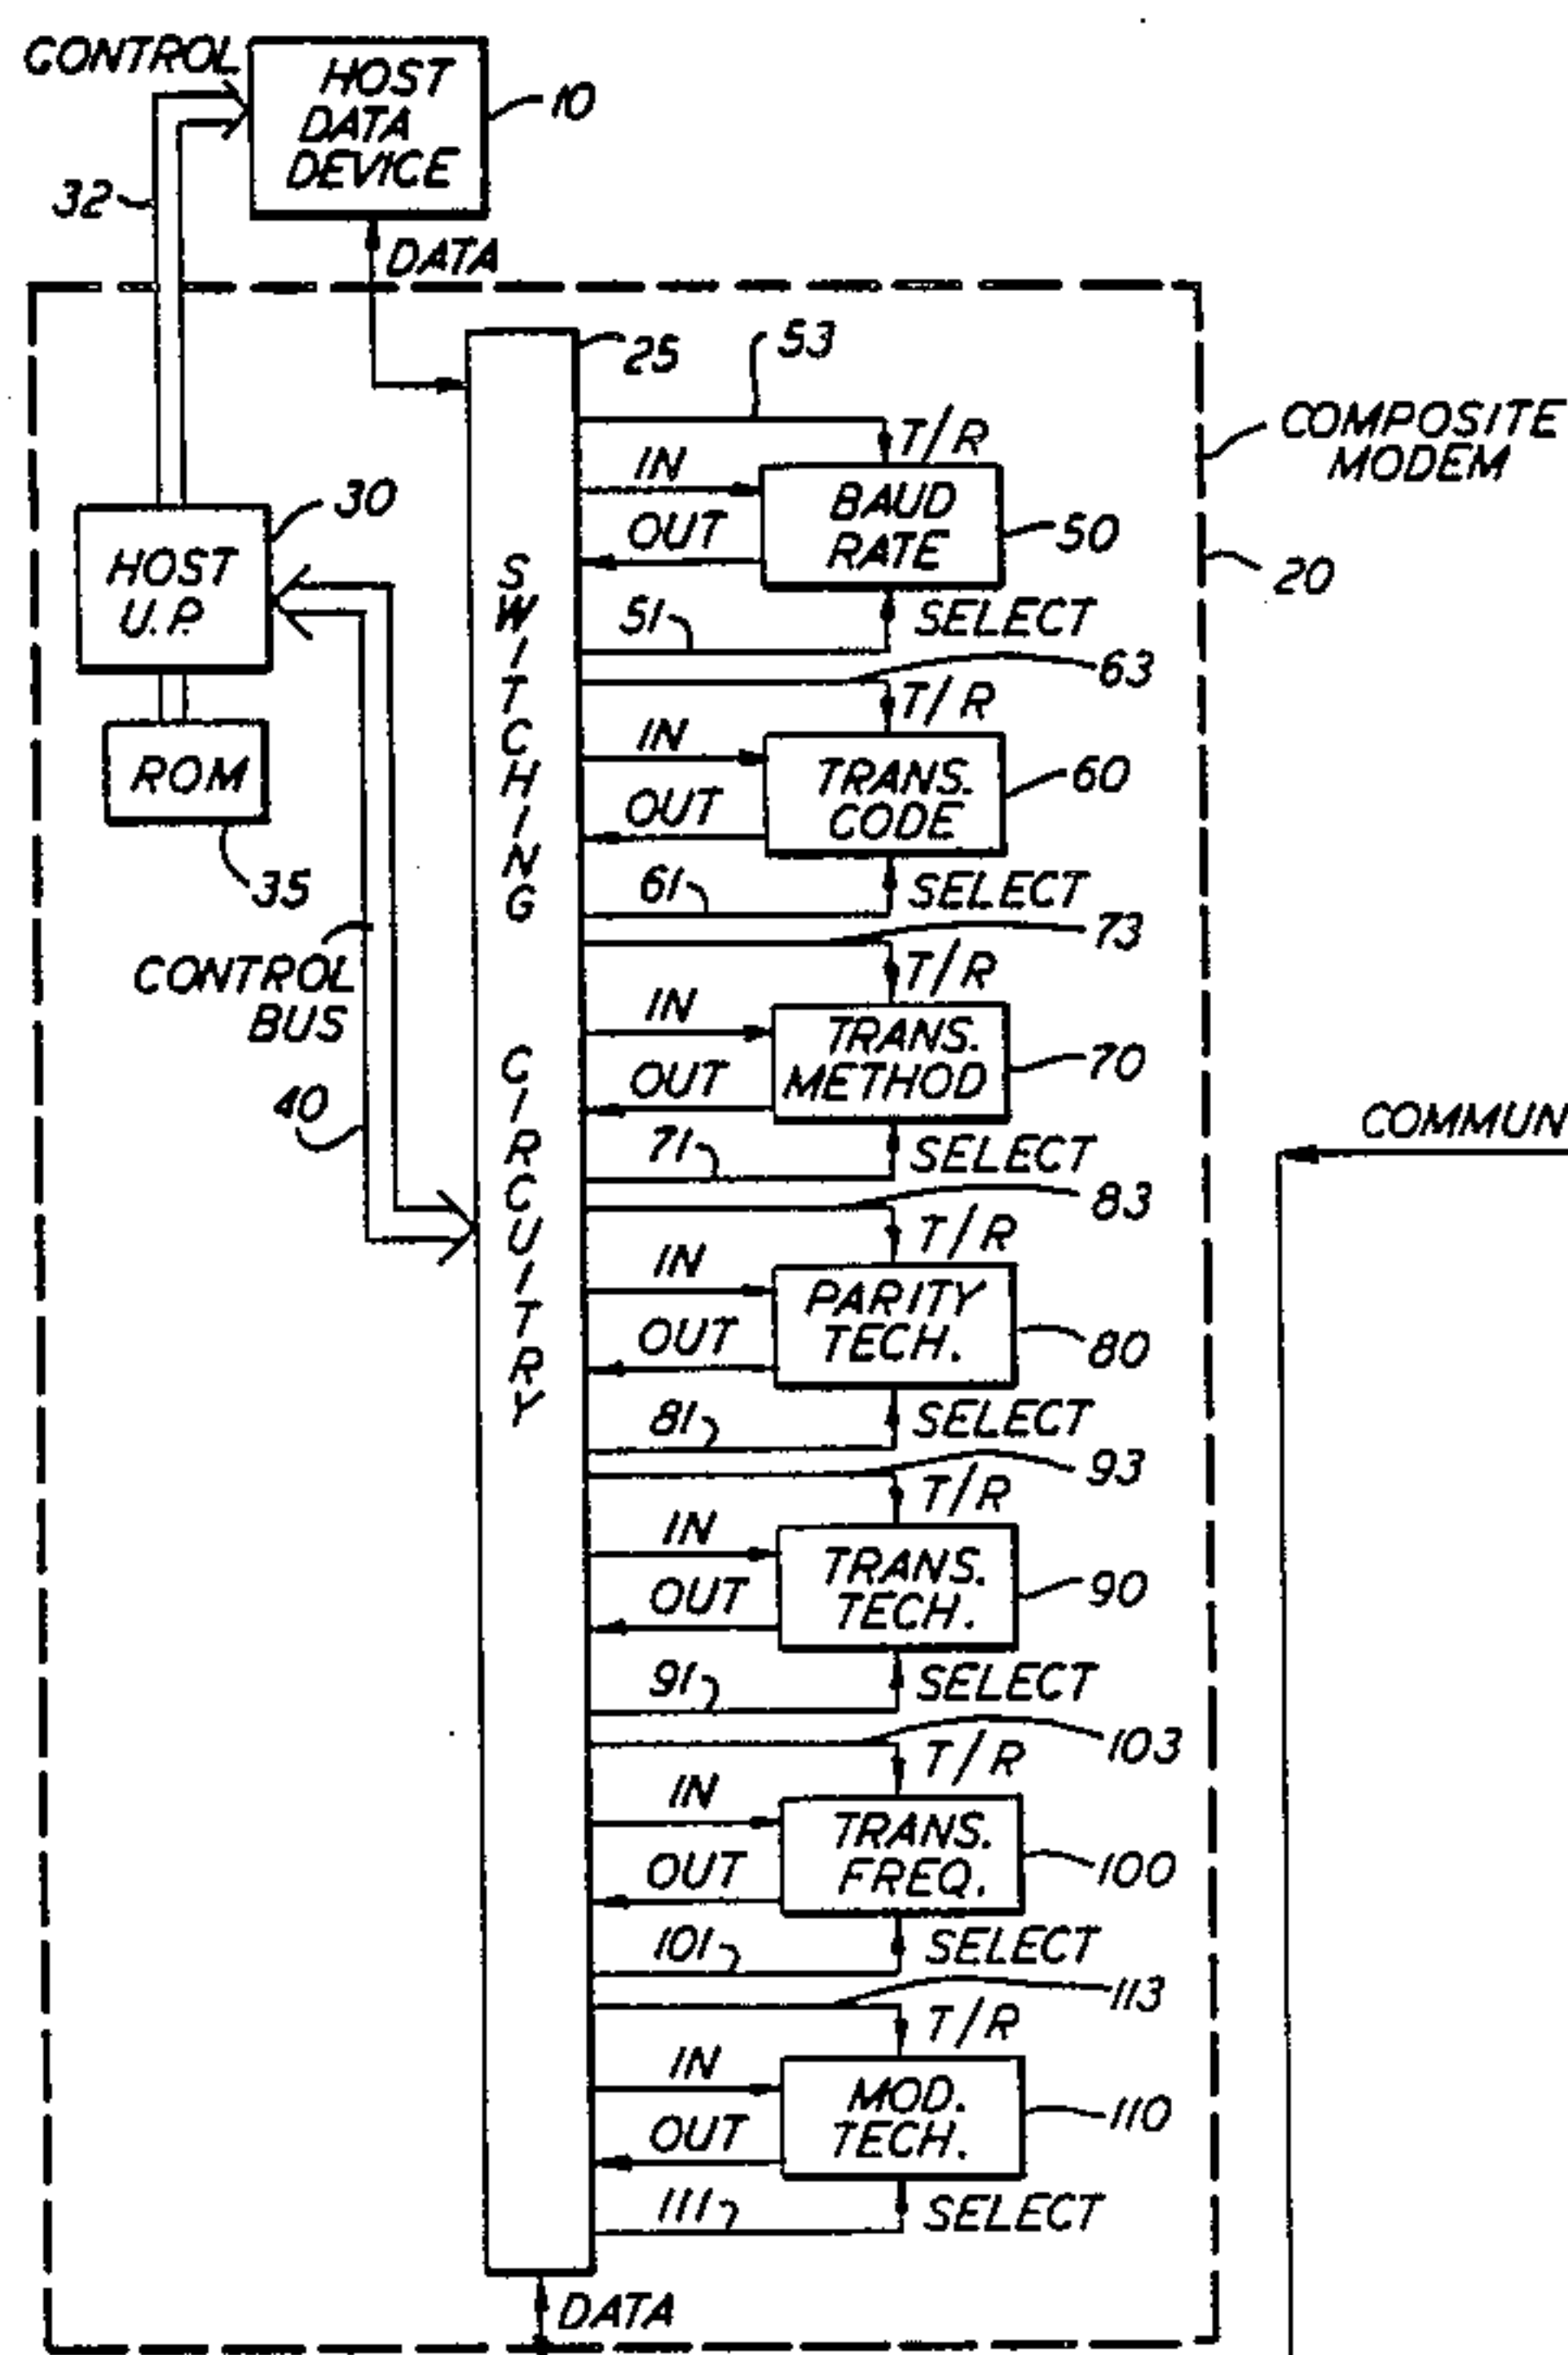 CONTROL
HOST
DATA
DEVICE
10
32
DATA
25
53
COMPOSITE
MODEM
20
T/R
IN
OUT
BAUD
RATE
50
51
SELECT
30
HOST
U.P.
ROM
35
CONTROL
BUS
40
SWITCHING
CIRCUITRY
63
T/R
IN
OUT
TRANS.
CODE
60
61
SELECT
73
T/R
IN
OUT
TRANS.
METHOD
70
71
SELECT
COMMUN
83
T/R
IN
OUT
PARITY
TECH.
80
81
SELECT
93
T/R
IN
OUT
TRANS.
TECH.
90
91
SELECT
103
T/R
IN
OUT
TRANS.
FREQ.
100
101
SELECT
113
T/R
IN
OUT
MOD.
TECH.
110
111
SELECT
DATA